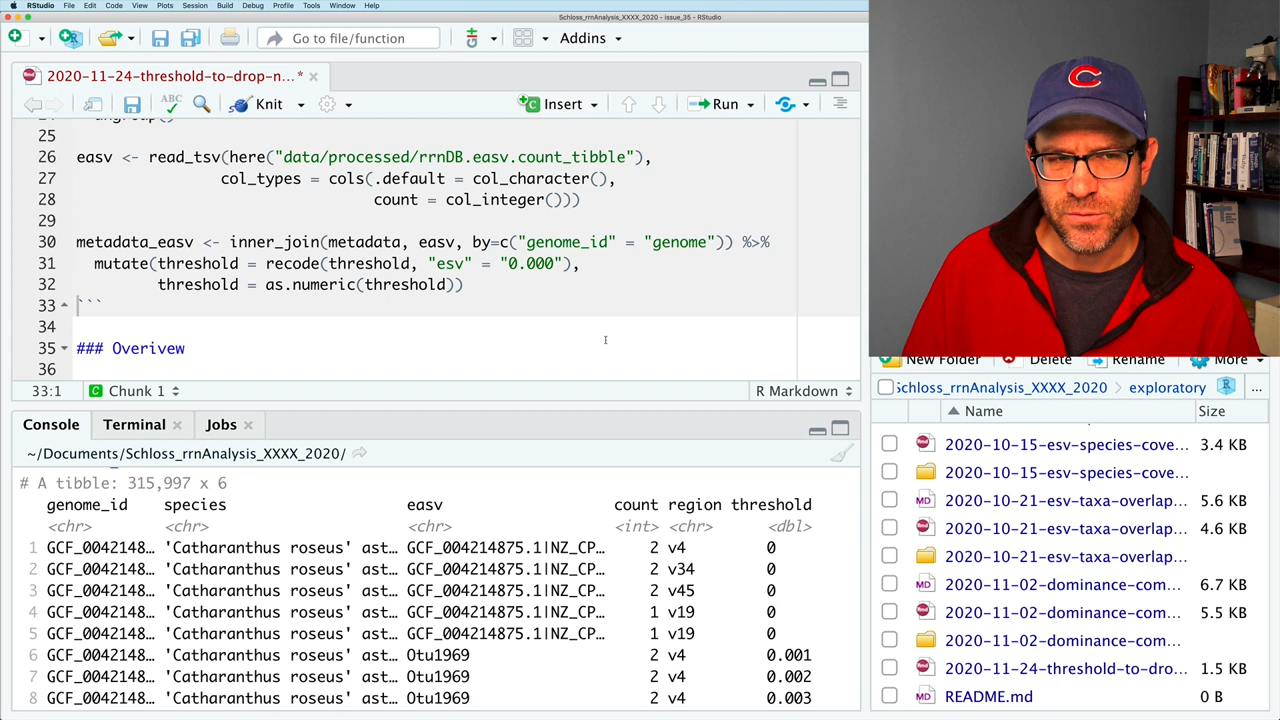 RStudio File Edit Code View Plots Session Build Debug Profile Tools Window Help
Schloss_rrnAnalysis_XXXX_2020 - issue_35 - RStudio
Go to file/function
Addins
2020-11-24-threshold-to-drop-n...*
ABC
Knit
Insert
Run
25
26 easv <- read_tsv(here("data/processed/rrnDB.easv.count_tibble"),
27 col_types = cols(.default = col_character(),
28 count = col_integer()))
29
30 metadata_easv <- inner_join(metadata, easv, by=c("genome_id" = "genome")) %>%
31 mutate(threshold = recode(threshold, "esv" = "0.000"),
32 threshold = as.numeric(threshold))
33 ```
34
35 ### Overivew
36
33:1 Chunk 1 R Markdown
Console Terminal Jobs
~/Documents/Schloss_rrnAnalysis_XXXX_2020/
# A tibble: 315,997 x 6
genome_id species easv count region threshold
<chr> <chr> <chr> <int> <chr> <dbl>
1 GCF_0042148… 'Catharanthus roseus' ast… GCF_004214875.1|NZ_CP… 2 v4 0
2 GCF_0042148… 'Catharanthus roseus' ast… GCF_004214875.1|NZ_CP… 2 v34 0
3 GCF_0042148… 'Catharanthus roseus' ast… GCF_004214875.1|NZ_CP… 2 v45 0
4 GCF_0042148… 'Catharanthus roseus' ast… GCF_004214875.1|NZ_CP… 1 v19 0
5 GCF_0042148… 'Catharanthus roseus' ast… GCF_004214875.1|NZ_CP… 1 v19 0
6 GCF_0042148… 'Catharanthus roseus' ast… Otu1969 2 v4 0.001
7 GCF_0042148… 'Catharanthus roseus' ast… Otu1969 2 v4 0.002
8 GCF_0042148… 'Catharanthus roseus' ast… Otu1969 2 v4 0.003
C
New Folder Delete Rename More
Schloss_rrnAnalysis_XXXX_2020 exploratory ...
Name Size
2020-10-15-esv-species-cove... 3.4 KB
2020-10-15-esv-species-cove...
2020-10-21-esv-taxa-overlap... 5.6 KB
2020-10-21-esv-taxa-overlap... 4.6 KB
2020-10-21-esv-taxa-overlap...
2020-11-02-dominance-com... 6.7 KB
2020-11-02-dominance-com... 5.5 KB
2020-11-02-dominance-com...
2020-11-24-threshold-to-dro... 1.5 KB
README.md 0 B